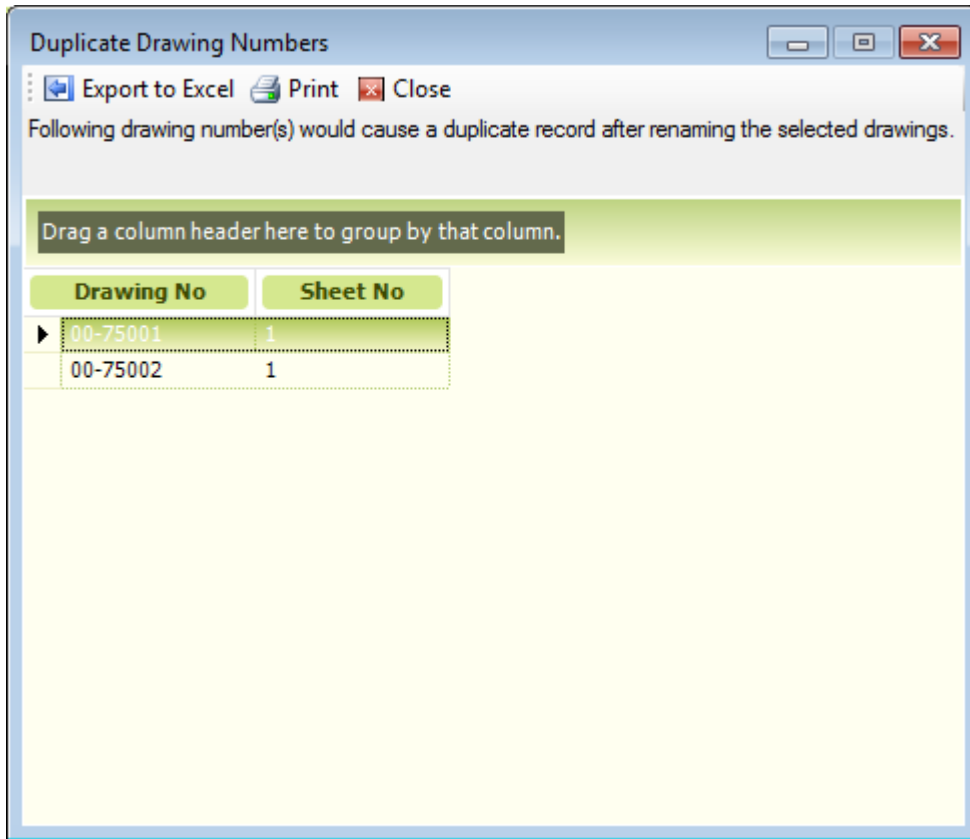 Duplicate Drawing Numbers
Export to Excel Print Close
Following drawing number(s) would cause a duplicate record after renaming the selected drawings.
Drag a column header here to group by that column.
Drawing No Sheet No
00-75001 1
00-75002 1